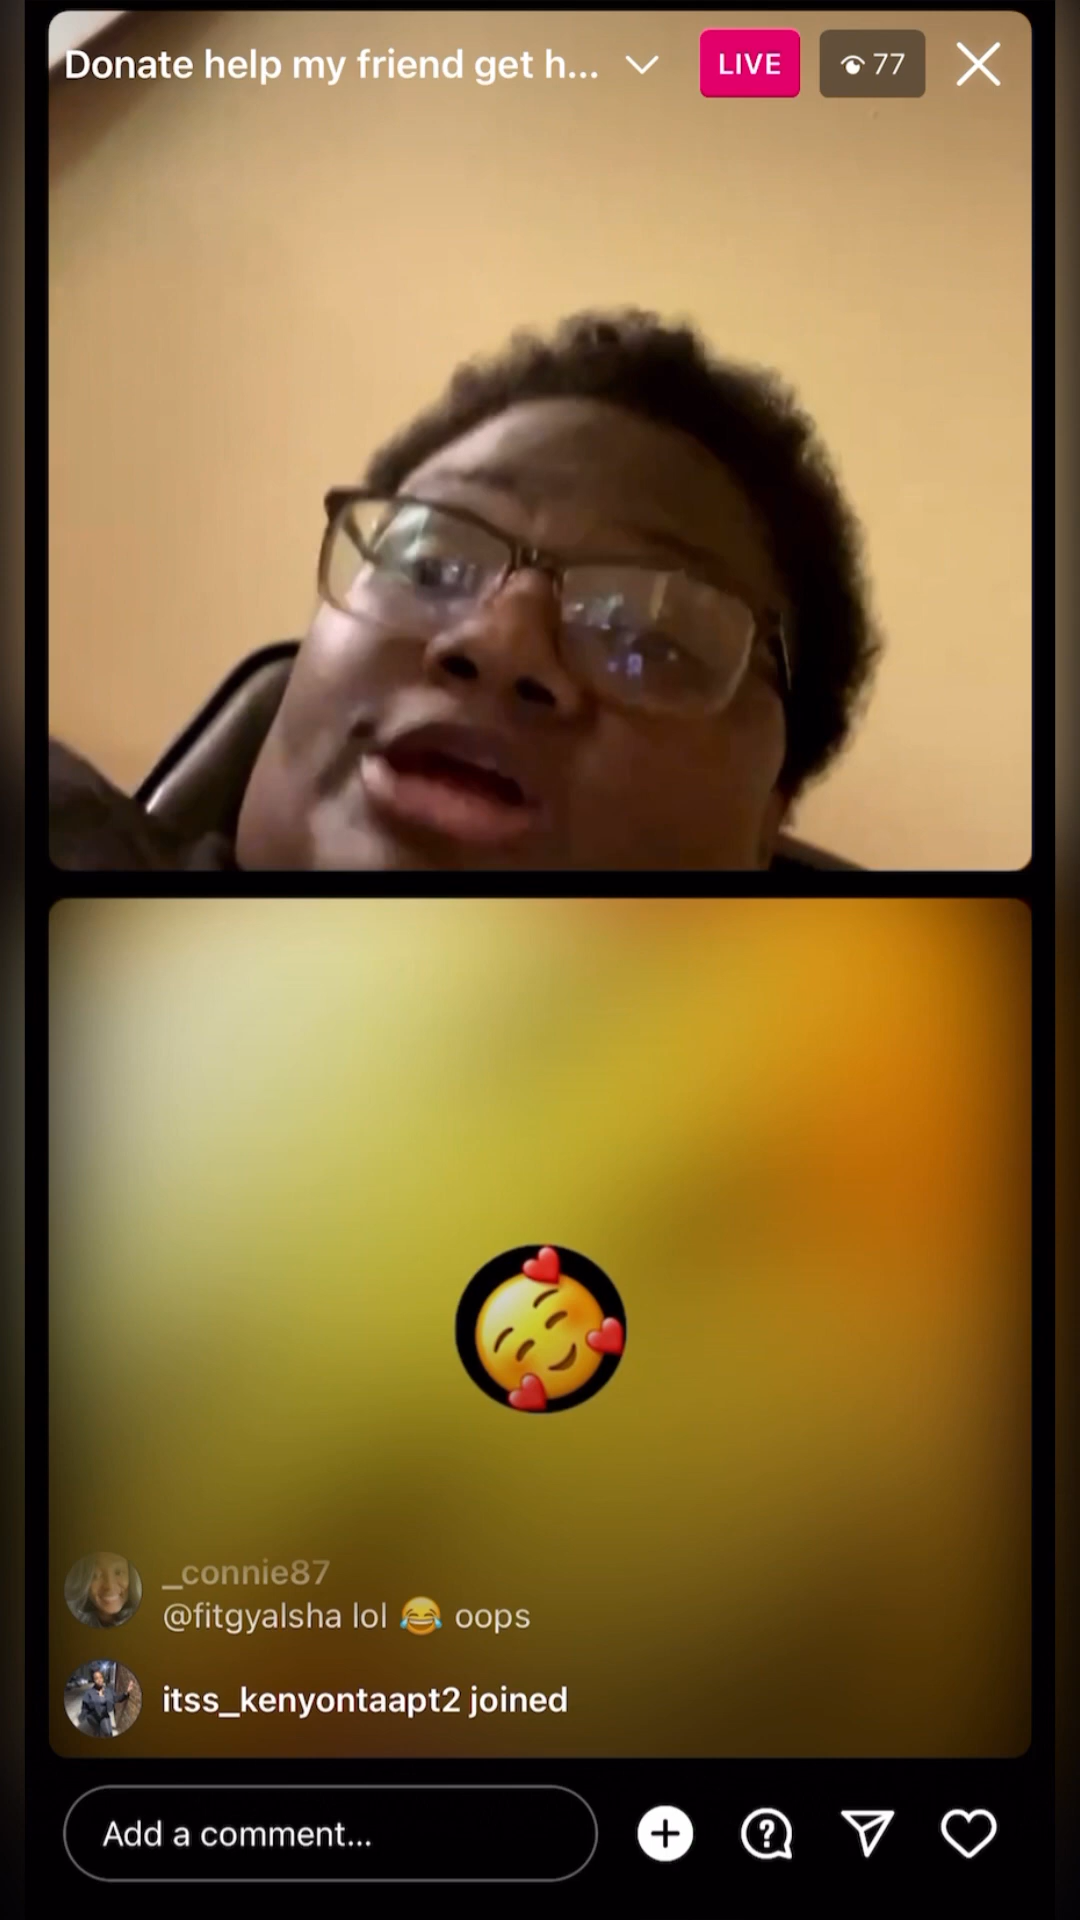 Donate help my friend get h...
LIVE
77
_connie87
@fitgyalsha lol 😂 oops
itss_kenyontaapt2 joined
Add a comment...